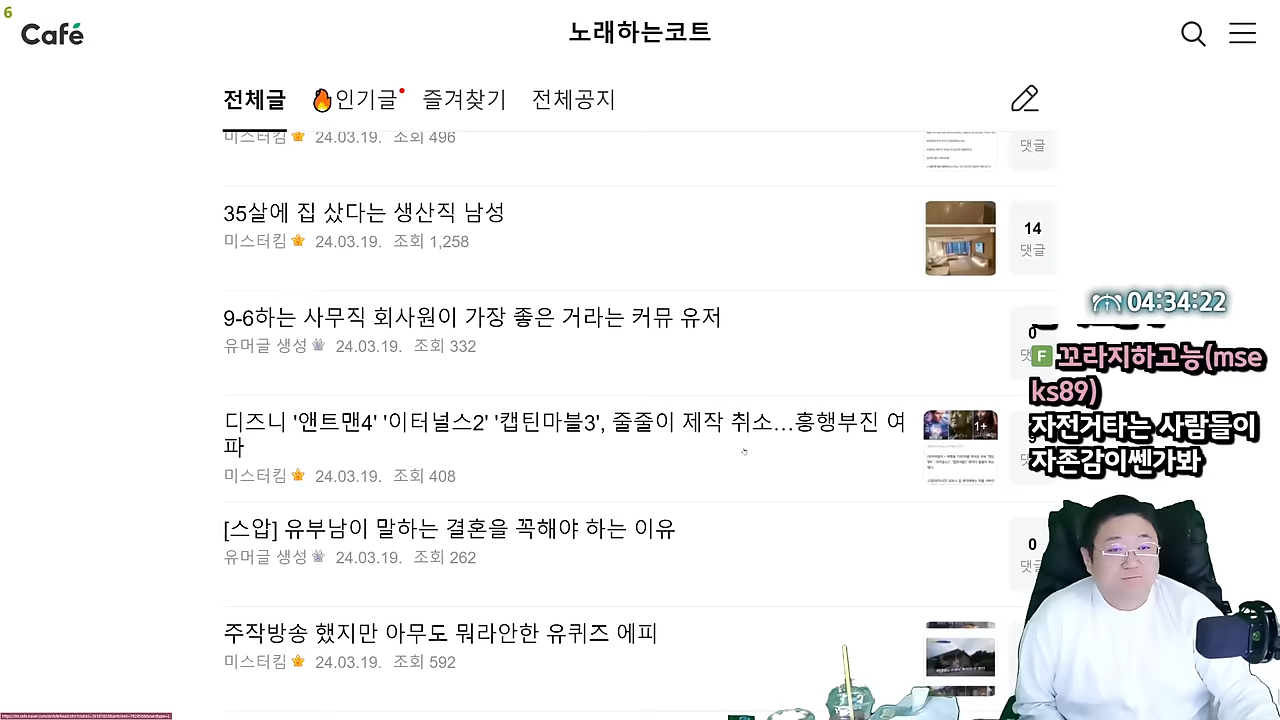 6
Café
노래하는코트
전체글 인기글 즐겨찾기 전체공지
미스터킴 24.03.19. 조회 496
댓글
35살에 집 샀다는 생산직 남성
미스터킴 24.03.19. 조회 1,258
14
댓글
9-6하는 사무직 회사원이 가장 좋은 거라는 커뮤 유저
유머글 생성 24.03.19. 조회 332
0
04:34:22
F 꼬라지하고능(mse
ks89)
자전거타는 사람들이
자존감이쎈가봐
디즈니 '앤트맨4' '이터널스2' '캡틴마블3', 줄줄이 제작 취소...흥행부진 여
파
미스터킴 24.03.19. 조회 408
1+
[스압] 유부남이 말하는 결혼을 꼭해야 하는 이유
유머글 생성 24.03.19. 조회 262
0
댓글
주작방송 했지만 아무도 뭐라안한 유퀴즈 에피
미스터킴 24.03.19. 조회 592